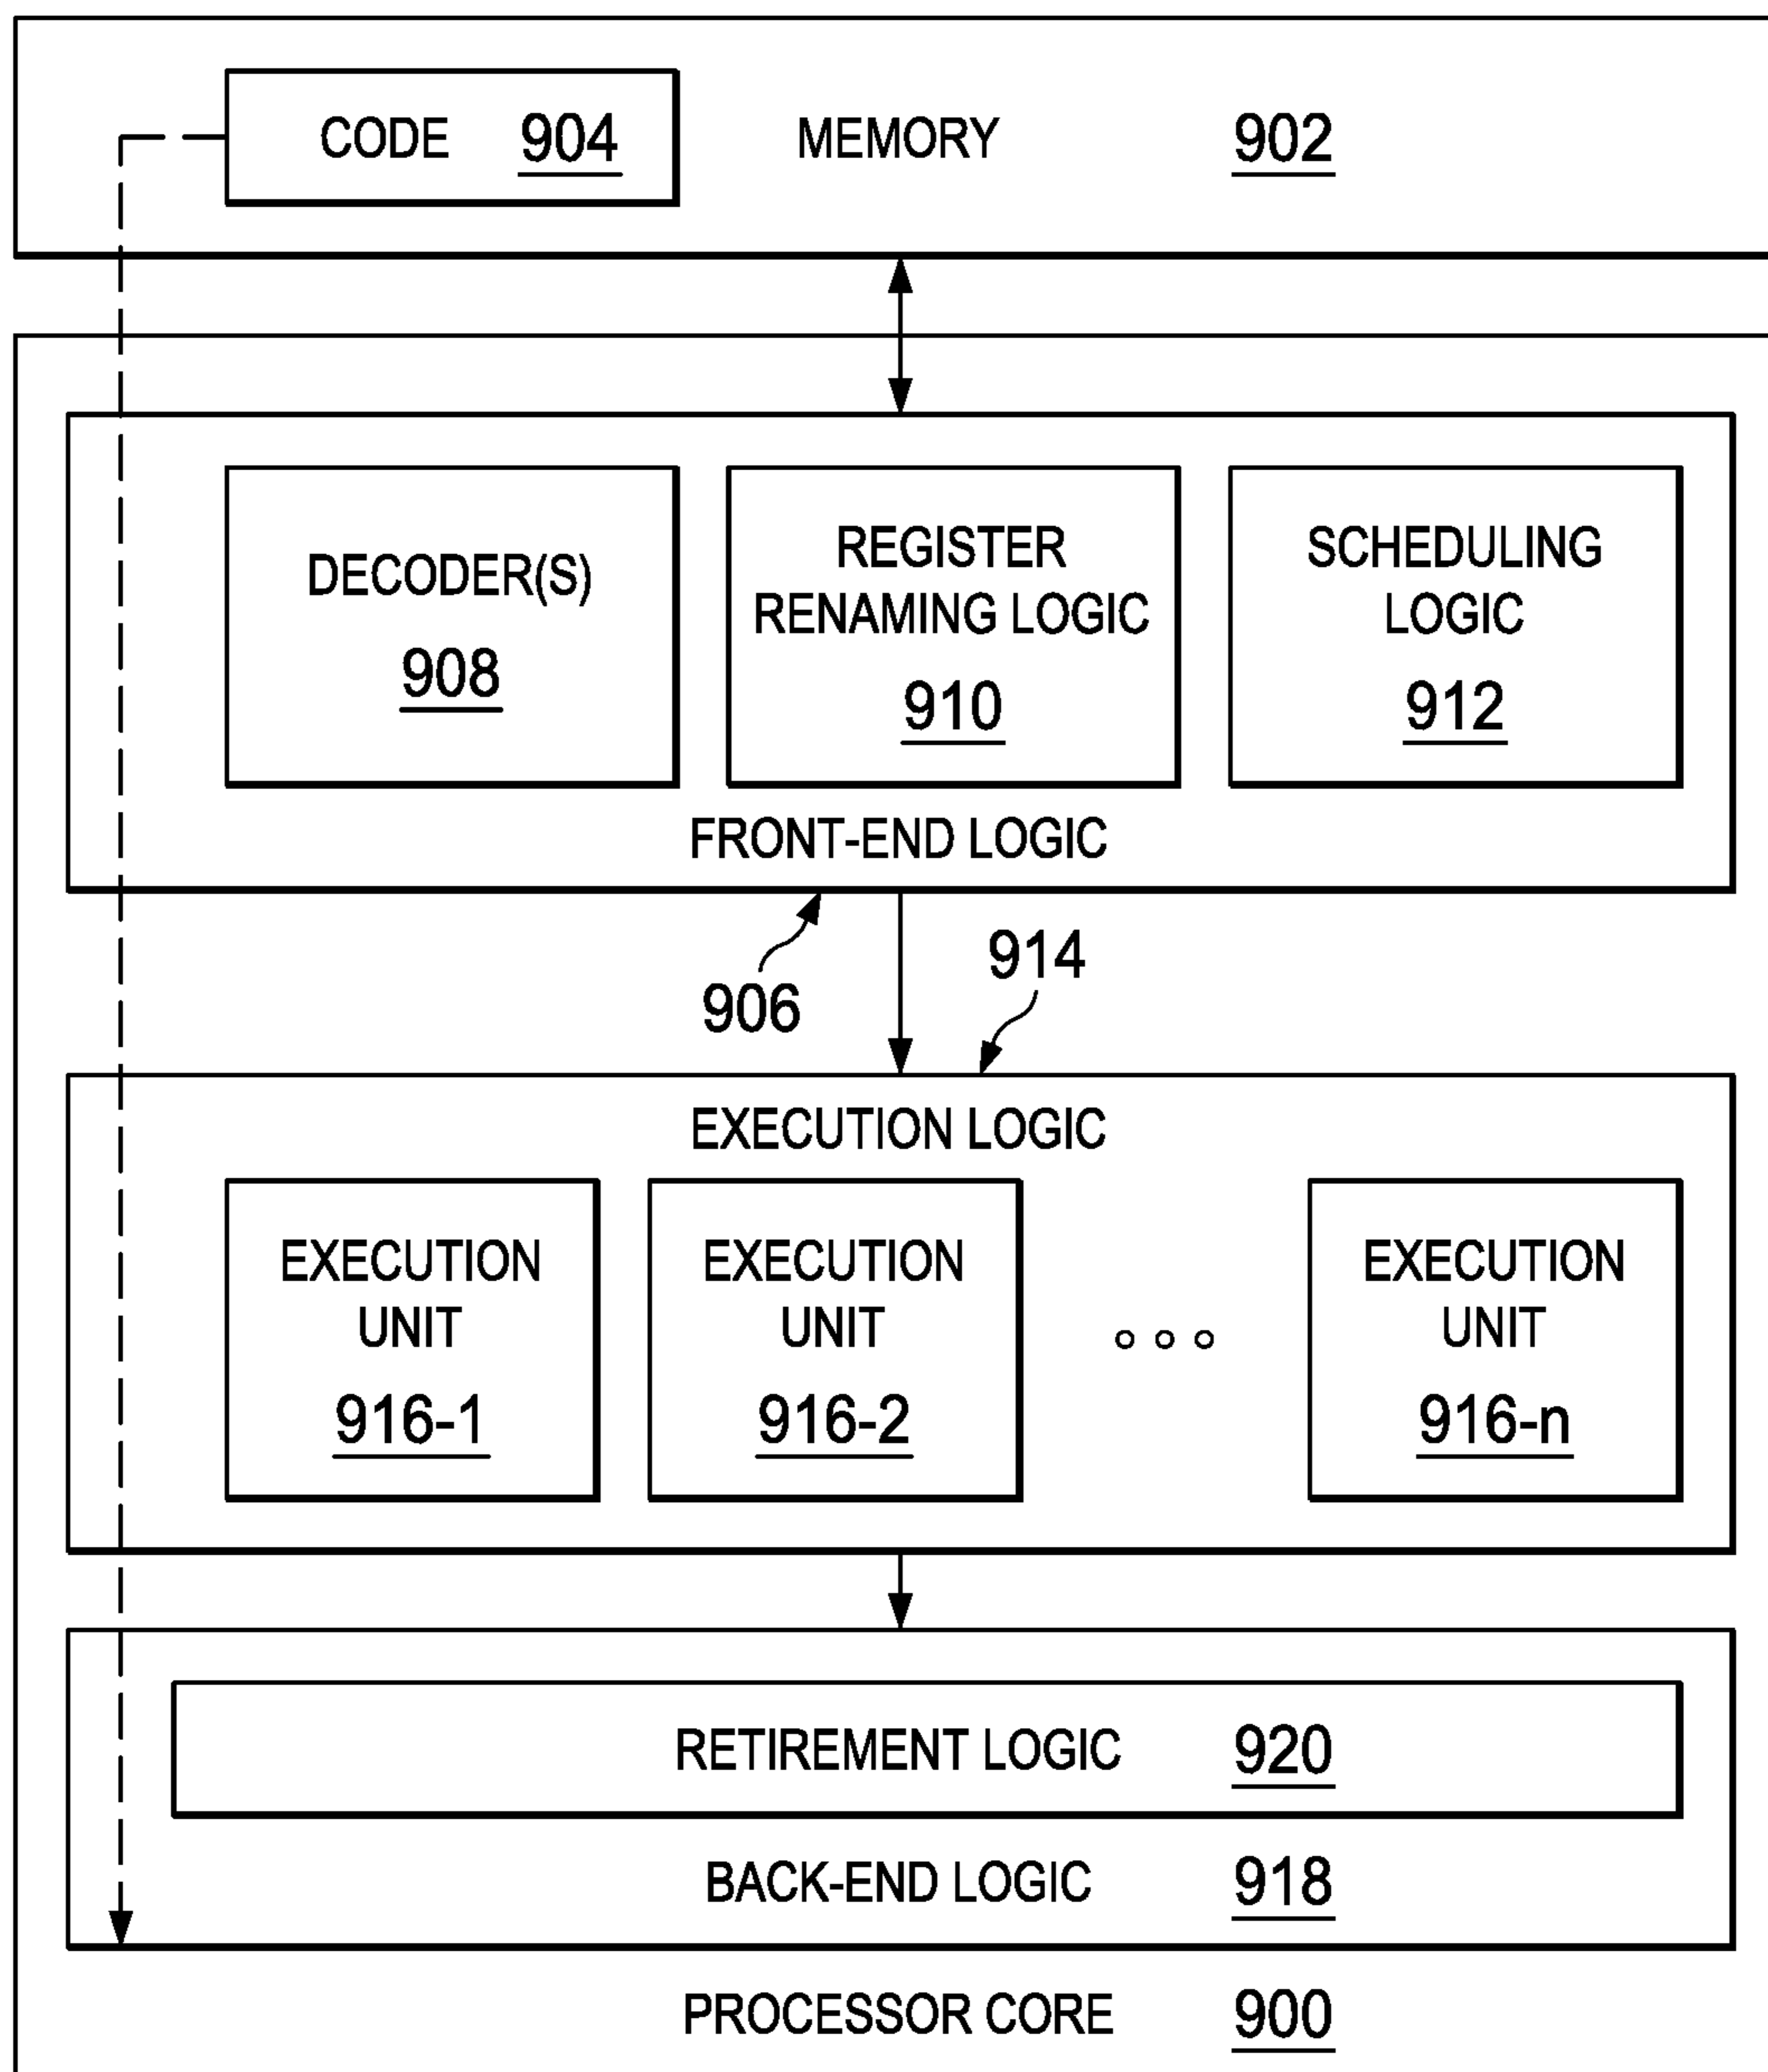 CODE 904 MEMORY 902
DECODER(S)
908
REGISTER
RENAMING LOGIC
910
SCHEDULING
LOGIC
912
FRONT-END LOGIC
906
914
EXECUTION LOGIC
EXECUTION
UNIT
916-1
EXECUTION
UNIT
916-2
EXECUTION
UNIT
916-n
RETIREMENT LOGIC 920
BACK-END LOGIC 918
PROCESSOR CORE 900